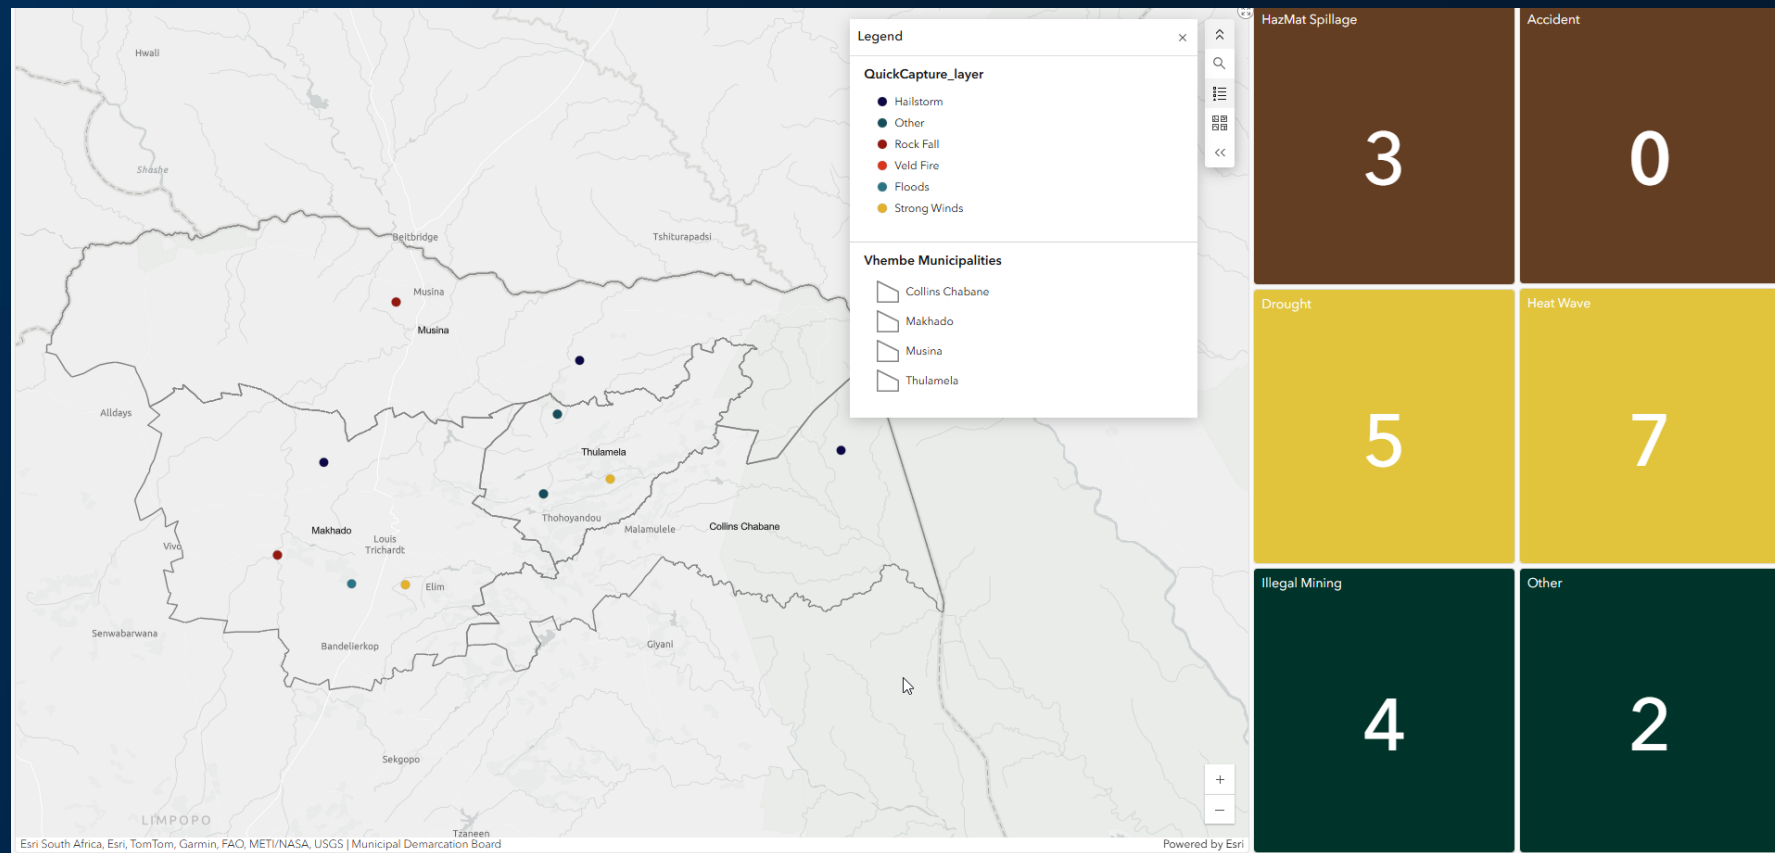 Hwali
Shashe
Beitbridge
Tshiturapadsi
Musina
Musina
Alldays
Thulamela
Thohoyandou
Malamulele
Collins Chabane
Makhado
Louis
Trichardt
Vivo
Elim
Senwabarwana
Bandelierkop
Giyani
Sekgopo
LIMPOPO
Tzaneen
Esri South Africa, Esri, TomTom, Garmin, FAO, METI/NASA, USGS | Municipal Demarcation Board
Powered by Esri
Legend
QuickCapture_layer
Hailstorm
Other
Rock Fall
Veld Fire
Floods
Strong Winds
Vhembe Municipalities
Collins Chabane
Makhado
Musina
Thulamela
HazMat Spillage
3
Accident
0
Drought
5
Heat Wave
7
Illegal Mining
4
Other
2